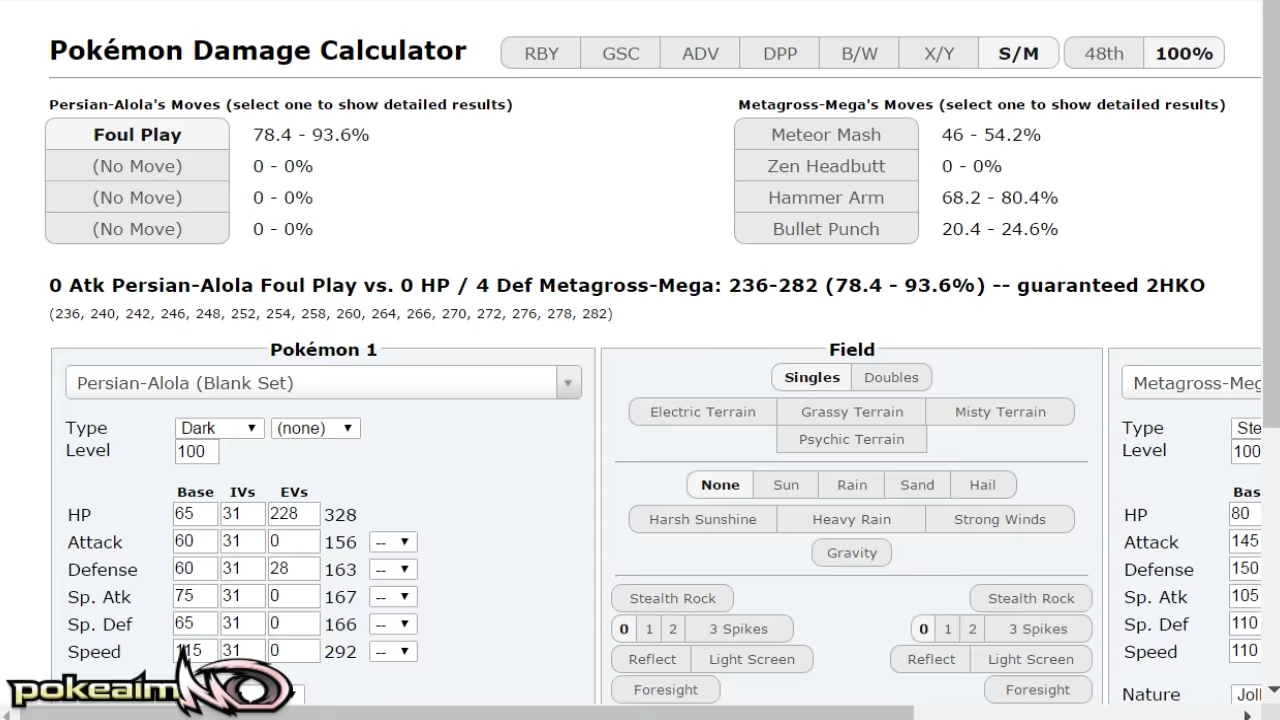 Pokémon Damage Calculator
RBY GSC ADV DPP B/W X/Y S/M 48th 100%
Persian-Alola's Moves (select one to show detailed results)
Foul Play 78.4 - 93.6%
(No Move) 0 - 0%
(No Move) 0 - 0%
(No Move) 0 - 0%
Metagross-Mega's Moves (select one to show detailed results)
Meteor Mash 46 - 54.2%
Zen Headbutt 0 - 0%
Hammer Arm 68.2 - 80.4%
Bullet Punch 20.4 - 24.6%
0 Atk Persian-Alola Foul Play vs. 0 HP / 4 Def Metagross-Mega: 236-282 (78.4 - 93.6%) -- guaranteed 2HKO
(236, 240, 242, 246, 248, 252, 254, 258, 260, 264, 266, 270, 272, 276, 278, 282)
Pokémon 1
Persian-Alola (Blank Set)
Type Dark (none)
Level 100
Base IVs EVs
HP 65 31 228 328
Attack 60 31 0 156 --
Defense 60 31 28 163 --
Sp. Atk 75 31 0 167 --
Sp. Def 65 31 0 166 --
Speed 115 31 0 292 --
pokeaimMD
Field
Singles Doubles
Electric Terrain Grassy Terrain Misty Terrain
Psychic Terrain
None Sun Rain Sand Hail
Harsh Sunshine Heavy Rain Strong Winds
Gravity
Stealth Rock Stealth Rock
0 1 2 3 Spikes 0 1 2 3 Spikes
Reflect Light Screen Reflect Light Screen
Foresight Foresight
Metagross-Meg
Type Ste
Level 100
Bas
HP 80
Attack 145
Defense 150
Sp. Atk 105
Sp. Def 110
Speed 110
Nature Joll